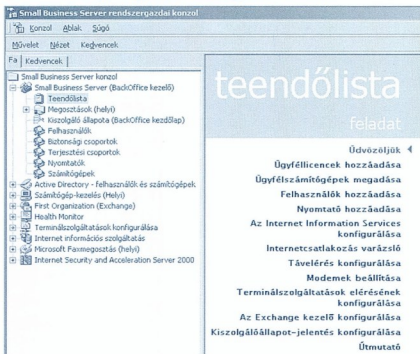 Small Business Server rendszergazdai konzol
Konzol Ablak Súgó
Művelet Nézet Kedvencek
Fa Kedvencek
Small Business Server konzol
Small Business Server (BackOffice kezelő)
Teendőlista
Megosztások (helyi)
Kiszolgáló állapota (BackOffice kezdőlap)
Felhasználók
Biztonsági csoportok
Terjesztési csoportok
Nyomtatók
Számítógépek
Active Directory - felhasználók és számítógépek
Számítógép-kezelés (Helyi)
First Organization (Exchange)
Health Monitor
Terminálszolgáltatások konfigurálása
Internet információs szolgáltatás
Microsoft Faxmegosztás (helyi)
Internet Security and Acceleration Server 2000
teendőlista
feladat
Üdvözöljük
Ügyféllicencek hozzáadása
Ügyfélszámítógépek megadása
Felhasználók hozzáadása
Nyomtató hozzáadása
Az Internet Information Services
konfigurálása
Internetcsatlakozás varázsló
Távelérés konfigurálása
Modemek beállítása
Terminálszolgáltatások elérésének
konfigurálása
Az Exchange kezelő konfigurálása
Kiszolgálóállapot-jelentés konfigurálása
Útmutató